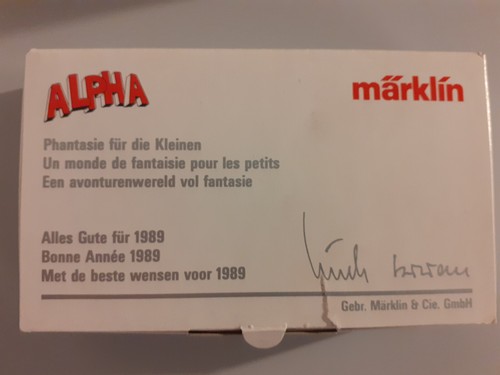 ALPHA
märklin
Phantasie für die Kleinen
Un monde de fantaisie pour les petits
Een avonturenwereld vol fantasie
Alles Gute für 1989
Bonne Année 1989
Met de beste wensen voor 1989
Gebr. Märklin & Cie. GmbH